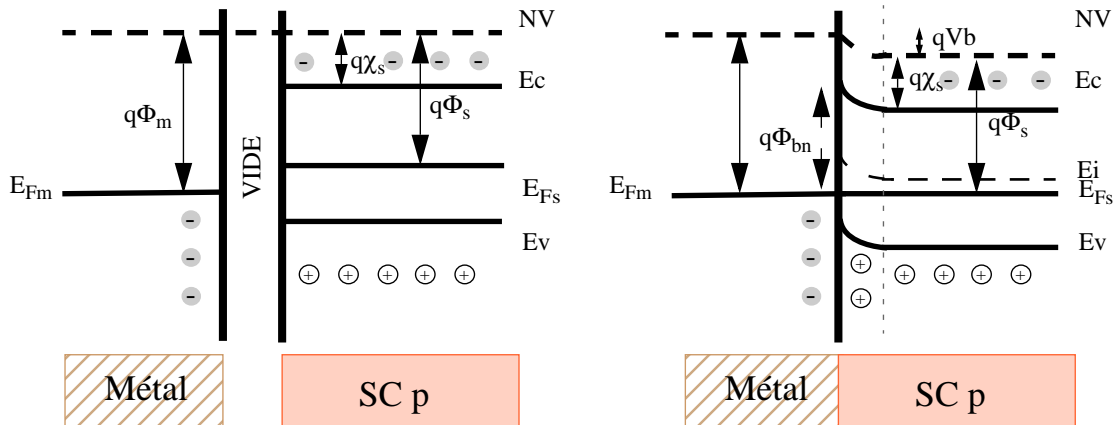 NV
qχs
Ec
qΦm
qΦs
VIDE
EFm
EFs
Ev
- - - -
- - -
+ + + + +
Métal
SC p
NV
qVb
qχs
Ec
qΦbn
qΦs
Ei
EFm
EFs
Ev
- - -
- - -
+ + + + + +
Métal
SC p